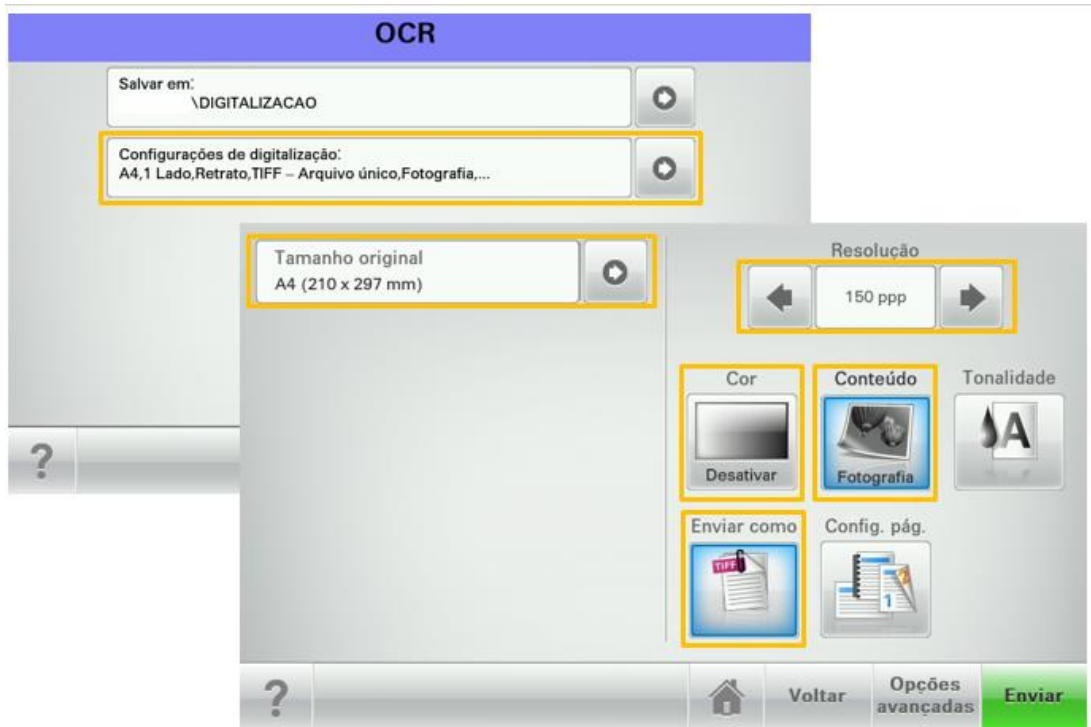 OCR
Salvar em:
\DIGITALIZACAO
Configurações de digitalização:
A4,1 Lado,Retrato,TIFF – Arquivo único,Fotografia,...
?
Tamanho original
A4 (210 x 297 mm)
Resolução
150 ppp
Cor
Conteúdo
Tonalidade
A
Desativar
Fotografia
Enviar como
Config. pág.
TIFF
1
2
?
Voltar
Opções
avançadas
Enviar